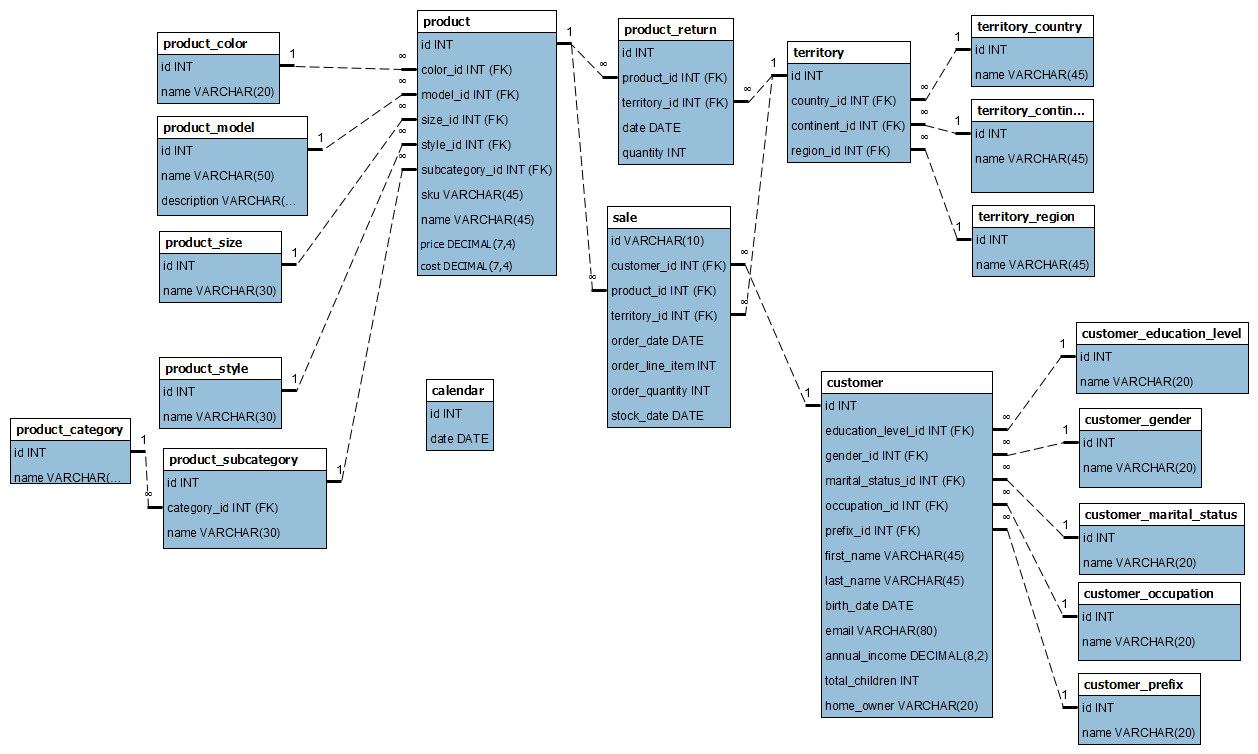 product_color
id INT
name VARCHAR(20)
product_model
id INT
name VARCHAR(50)
description VARCHAR(...
product_size
id INT
name VARCHAR(30)
product_style
id INT
name VARCHAR(30)
product_category
id INT
name VARCHAR(...
product_subcategory
id INT
category_id INT (FK)
name VARCHAR(30)
product
id INT
color_id INT (FK)
model_id INT (FK)
size_id INT (FK)
style_id INT (FK)
subcategory_id INT (FK)
sku VARCHAR(45)
name VARCHAR(45)
price DECIMAL(7,4)
cost DECIMAL(7,4)
calendar
id INT
date DATE
product_return
id INT
product_id INT (FK)
territory_id INT (FK)
date DATE
quantity INT
sale
id VARCHAR(10)
customer_id INT (FK)
product_id INT (FK)
territory_id INT (FK)
order_date DATE
order_line_item INT
order_quantity INT
stock_date DATE
territory
id INT
country_id INT (FK)
continent_id INT (FK)
region_id INT (FK)
territory_country
id INT
name VARCHAR(45)
territory_contin...
id INT
name VARCHAR(45)
territory_region
id INT
name VARCHAR(45)
customer
id INT
education_level_id INT (FK)
gender_id INT (FK)
marital_status_id INT (FK)
occupation_id INT (FK)
prefix_id INT (FK)
first_name VARCHAR(45)
last_name VARCHAR(45)
birth_date DATE
email VARCHAR(80)
annual_income DECIMAL(8,2)
total_children INT
home_owner VARCHAR(20)
customer_education_level
id INT
name VARCHAR(20)
customer_gender
id INT
name VARCHAR(20)
customer_marital_status
id INT
name VARCHAR(20)
customer_occupation
id INT
name VARCHAR(20)
customer_prefix
id INT
name VARCHAR(20)
1
∞
1
∞
1
∞
1
∞
1
∞
1
∞
1
∞
∞
1
∞
∞
1
∞
1
∞
1
∞
1
∞
1
∞
1
∞
1
∞
1
∞